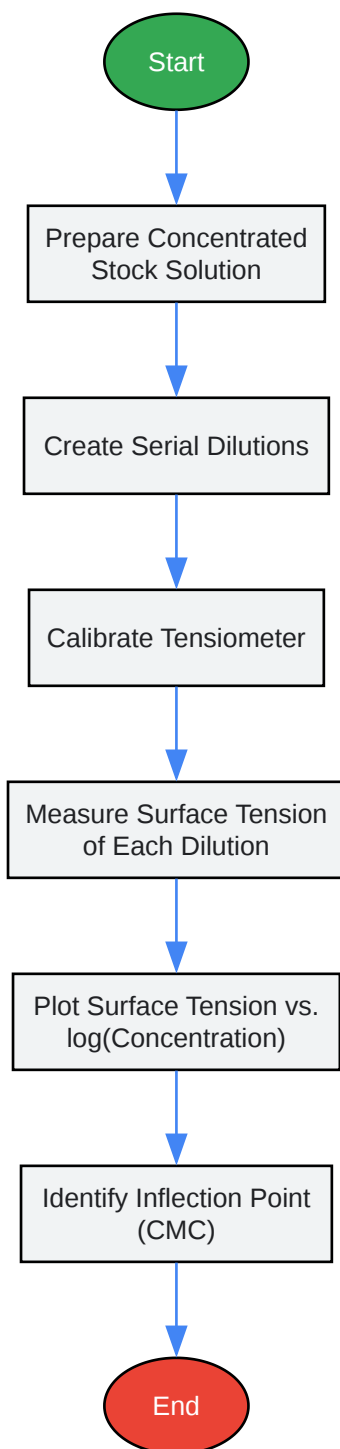 Start
Prepare Concentrated
Stock Solution
Create Serial Dilutions
Calibrate Tensiometer
Measure Surface Tension
of Each Dilution
Plot Surface Tension vs.
log(Concentration)
Identify Inflection Point
(CMC)
End